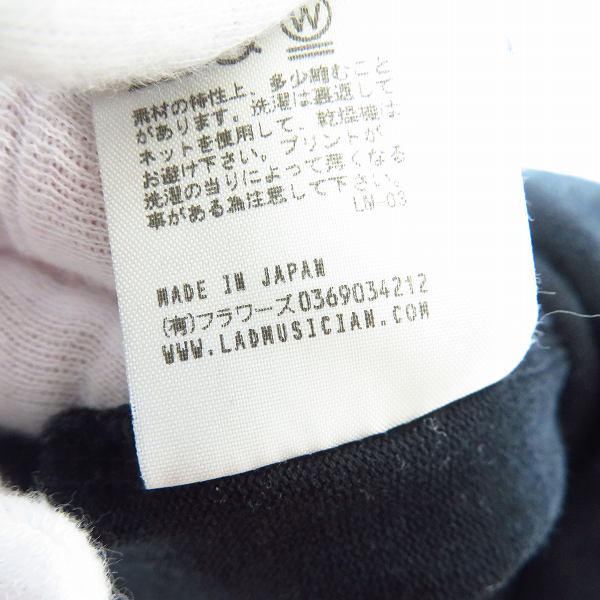 W
素材の特性上、多少縮むこと
があります。洗濯は裏返して
ネットを使用して、乾燥機は
お避け下さい。プリントが
洗濯の当りによって薄くなる
事がある為注意して下さい。
LN-03
MADE IN JAPAN
(有)フラワーズ0369034212
WWW.LADMUSICIAN.COM